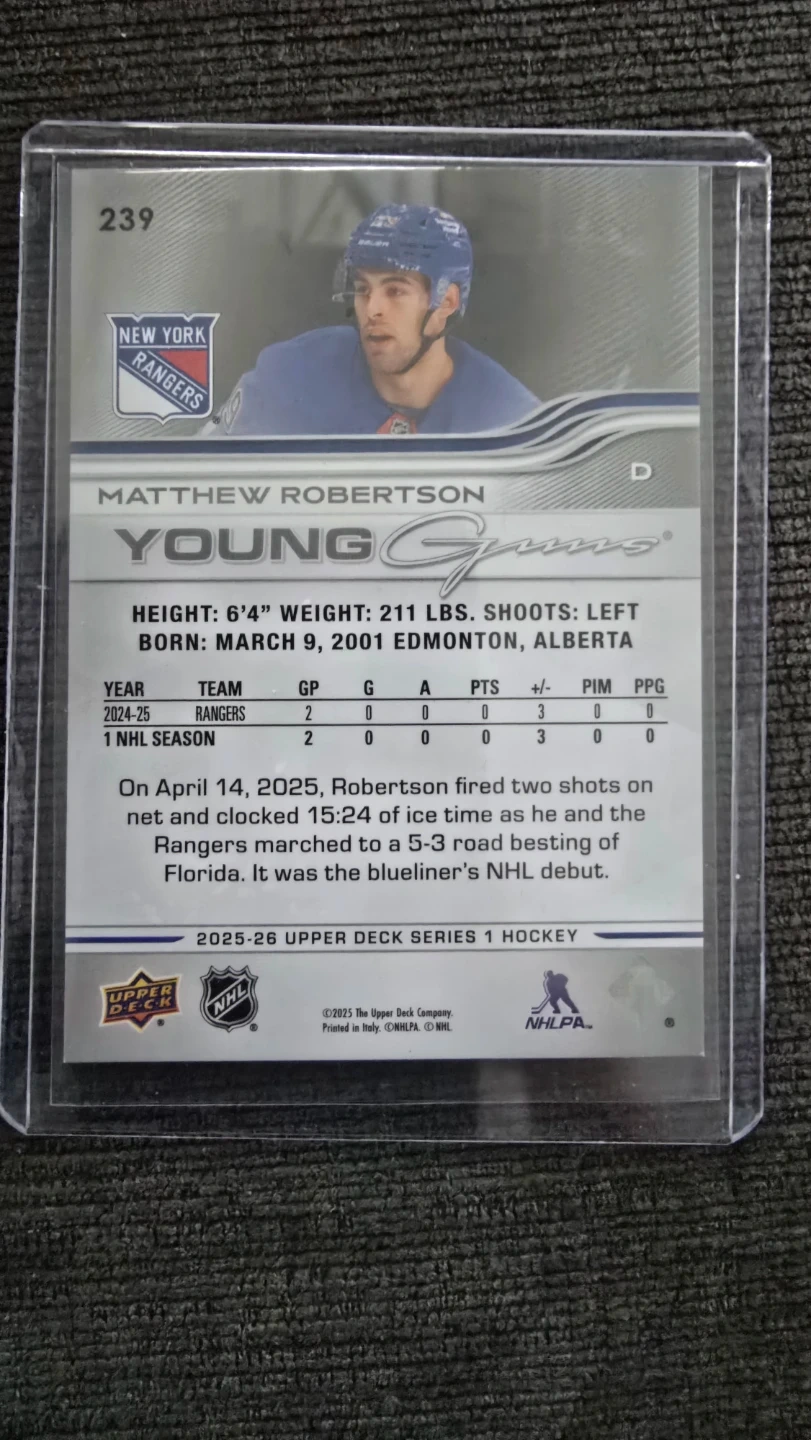 239
NEW YORK
RANGERS
D
MATTHEW ROBERTSON
YOUNG Guns®
HEIGHT: 6'4" WEIGHT: 211 LBS. SHOOTS: LEFT
BORN: MARCH 9, 2001 EDMONTON, ALBERTA
YEAR TEAM GP G A PTS +/- PIM PPG
2024-25 RANGERS 2 0 0 0 3 0 0
1 NHL SEASON 2 0 0 0 3 0 0
On April 14, 2025, Robertson fired two shots on
net and clocked 15:24 of ice time as he and the
Rangers marched to a 5-3 road besting of
Florida. It was the blueliner's NHL debut.
2025-26 UPPER DECK SERIES 1 HOCKEY
UPPER
DECK
®
NHL
®
©2025 The Upper Deck Company.
Printed in Italy. ©NHLPA. © NHL.
NHLPA™
®